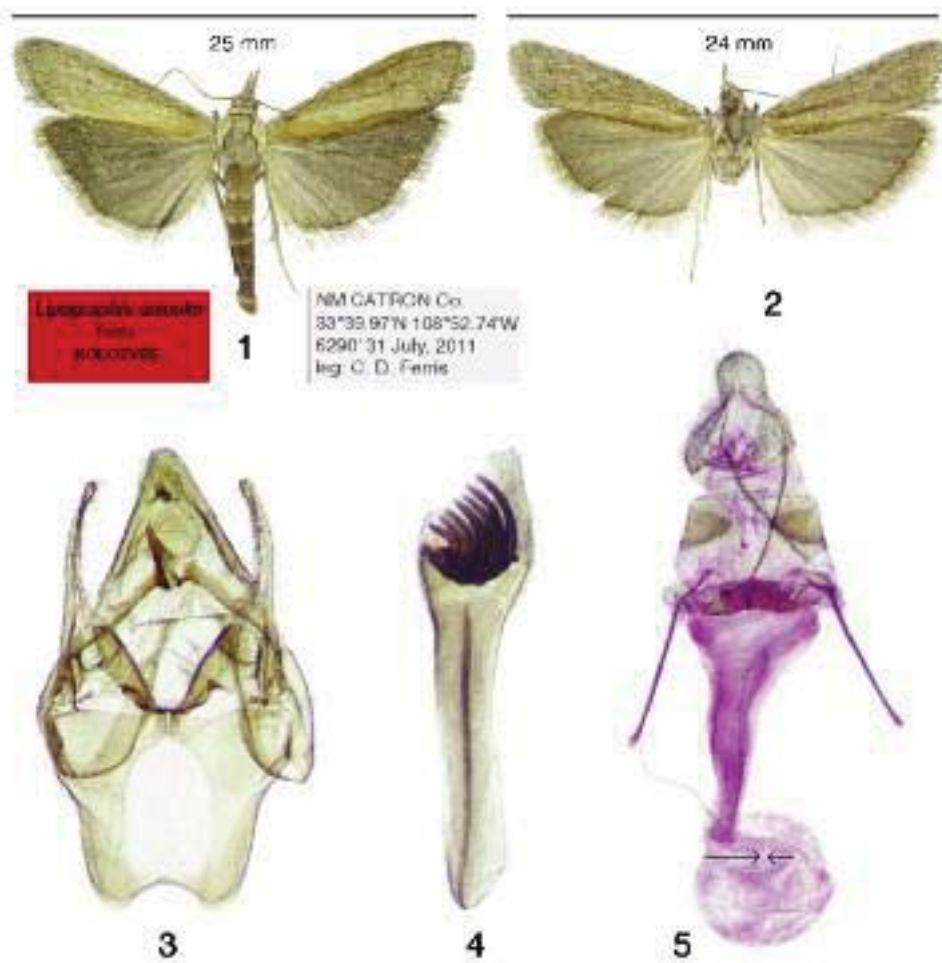 25 mm
24 mm
Ferris
HOLOTYPE
1
NM CATRON Co.
33°39.97'N 108°52.74'W
6290' 31 July, 2011
leg: C. D. Ferris
2
3
4
5